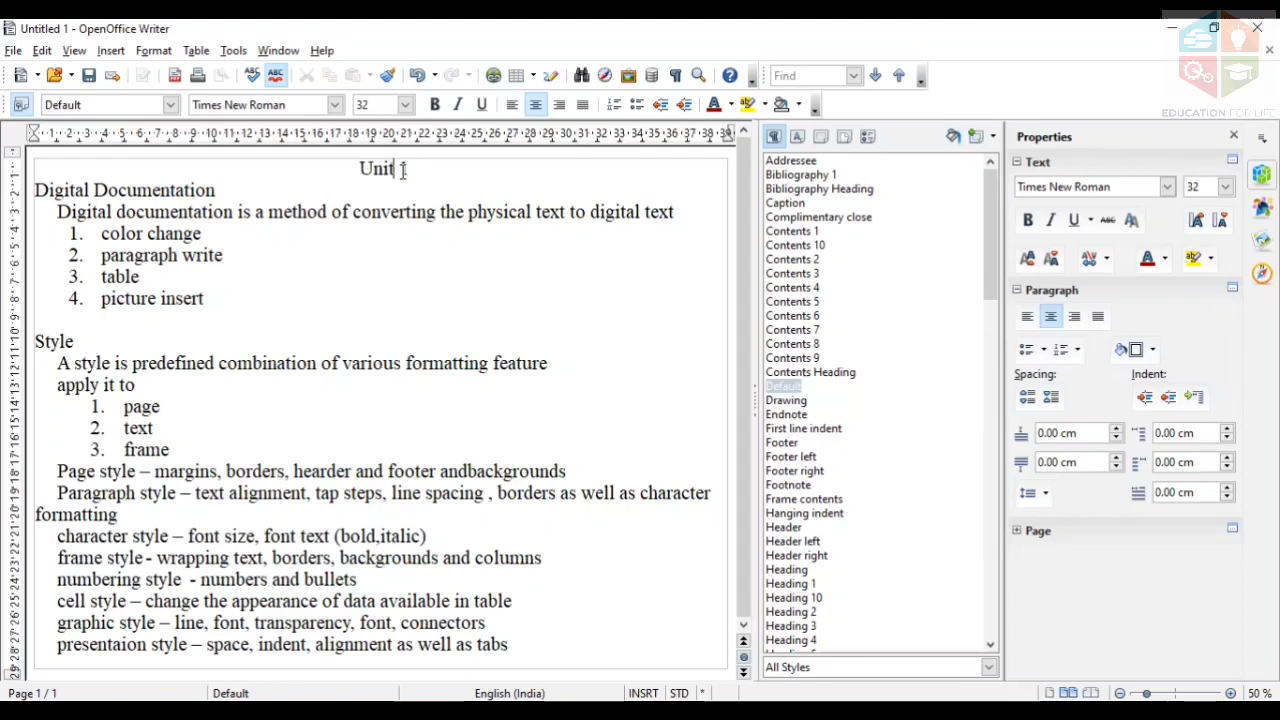 Untitled 1 - OpenOffice Writer
File Edit View Insert Format Table Tools Window Help
Find
Default Times New Roman 32
Unit
Digital Documentation
Digital documentation is a method of converting the physical text to digital text
1. color change
2. paragraph write
3. table
4. picture insert
Style
A style is predefined combination of various formatting feature
apply it to
1. page
2. text
3. frame
Page style – margins, borders, hearder and footer andbackgrounds
Paragraph style – text alignment, tap steps, line spacing , borders as well as character
formatting
character style – font size, font text (bold,italic)
frame style - wrapping text, borders, backgrounds and columns
numbering style - numbers and bullets
cell style – change the appearance of data available in table
graphic style – line, font, transparency, font, connectors
presentaion style – space, indent, alignment as well as tabs
Addressee
Bibliography 1
Bibliography Heading
Caption
Complimentary close
Contents 1
Contents 10
Contents 2
Contents 3
Contents 4
Contents 5
Contents 6
Contents 7
Contents 8
Contents 9
Contents Heading
Default
Drawing
Endnote
First line indent
Footer
Footer left
Footer right
Footnote
Frame contents
Hanging indent
Header
Header left
Header right
Heading
Heading 1
Heading 10
Heading 2
Heading 3
Heading 4
All Styles
Properties
Text
Times New Roman 32
Paragraph
Spacing: Indent:
0.00 cm 0.00 cm
0.00 cm 0.00 cm
0.00 cm
Page
Page 1 / 1 Default English (India) INSRT STD * 50 %
EDUCATION FOR LIFE